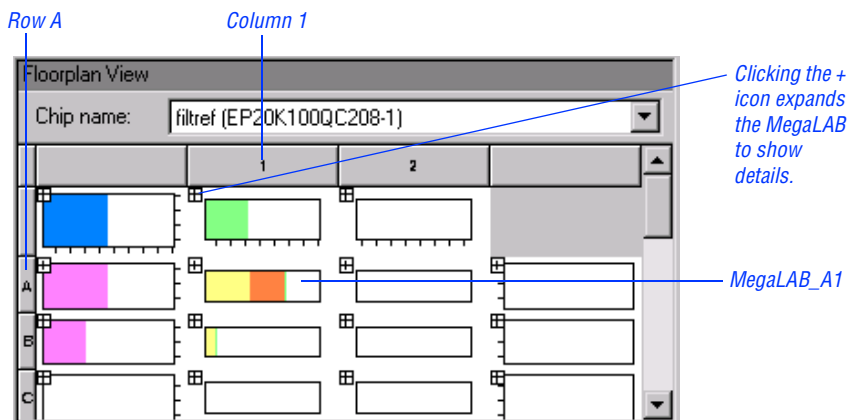 Row A
Column 1
Floorplan View
Chip name: filtref (EP20K100QC208-1)
Clicking the +
icon expands
the MegaLAB
to show
details.
1 2
A
MegaLAB_A1
B
C